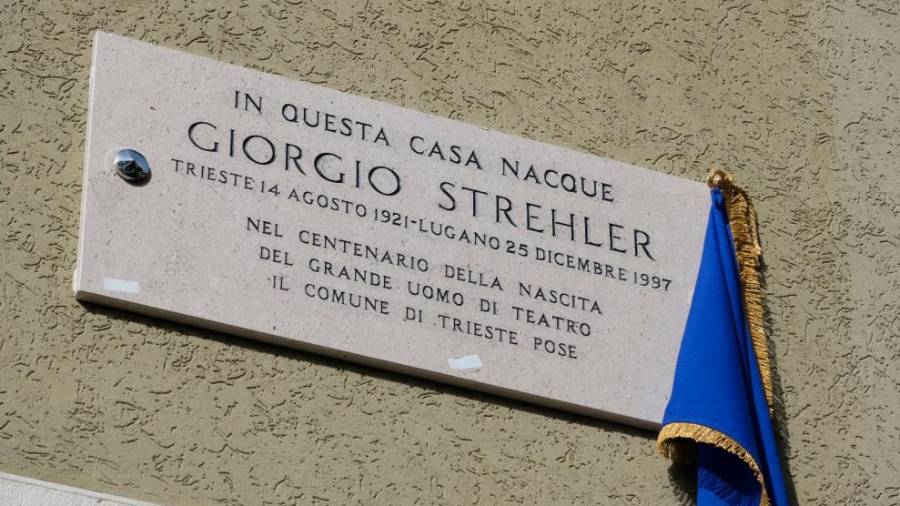 IN QUESTA CASA NACQUE
GIORGIO STREHLER
TRIESTE 14 AGOSTO 1921-LUGANO 25 DICEMBRE 1997
NEL CENTENARIO DELLA NASCITA
DEL GRANDE UOMO DI TEATRO
IL COMUNE DI TRIESTE POSE